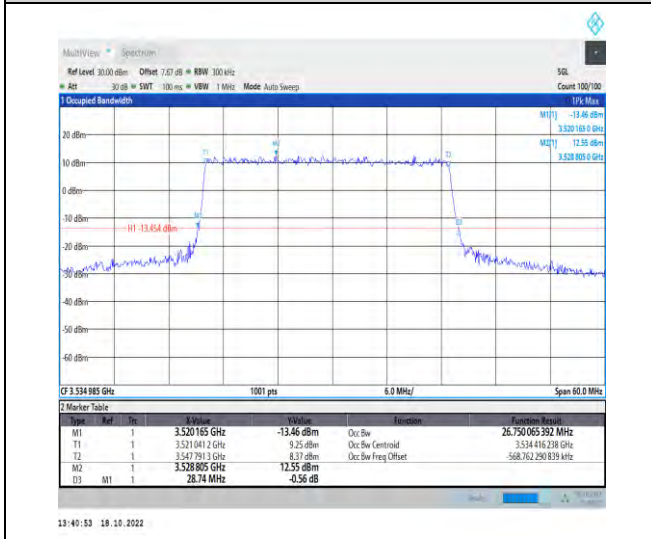 MultiView Spectrum
Ref Level 30.00 dBm Offset 7.67 dB RBW 300 kHz SGL
Att 30 dB SWT 100 ms VBW 1 MHz Mode Auto Sweep Count 100/100
1 Occupied Bandwidth 1Pk Max
M1[1] -13.46 dBm
3.520 165 0 GHz
M2[1] 12.55 dBm
3.528 805 0 GHz
20 dBm
T1 M2 T2
10 dBm
0 dBm
-10 dBm
M1 D3
H1 -13.454 dBm
-20 dBm
-30 dBm
-40 dBm
-50 dBm
-60 dBm
CF 3.534 985 GHz 1001 pts 6.0 MHz/ Span 60.0 MHz
2 Marker Table
Type Ref Trc X-Value Y-Value Function Function Result
M1 1 3.520 165 GHz -13.46 dBm Occ Bw 26.750 065 392 MHz
T1 1 3.521 041 2 GHz 9.25 dBm Occ Bw Centroid 3.534 416 238 GHz
T2 1 3.547 791 3 GHz 8.37 dBm Occ Bw Freq Offset -568.762 290 839 kHz
M2 1 3.528 805 GHz 12.55 dBm
D3 M1 1 28.74 MHz -0.56 dB
13:40:53 18.10.2022